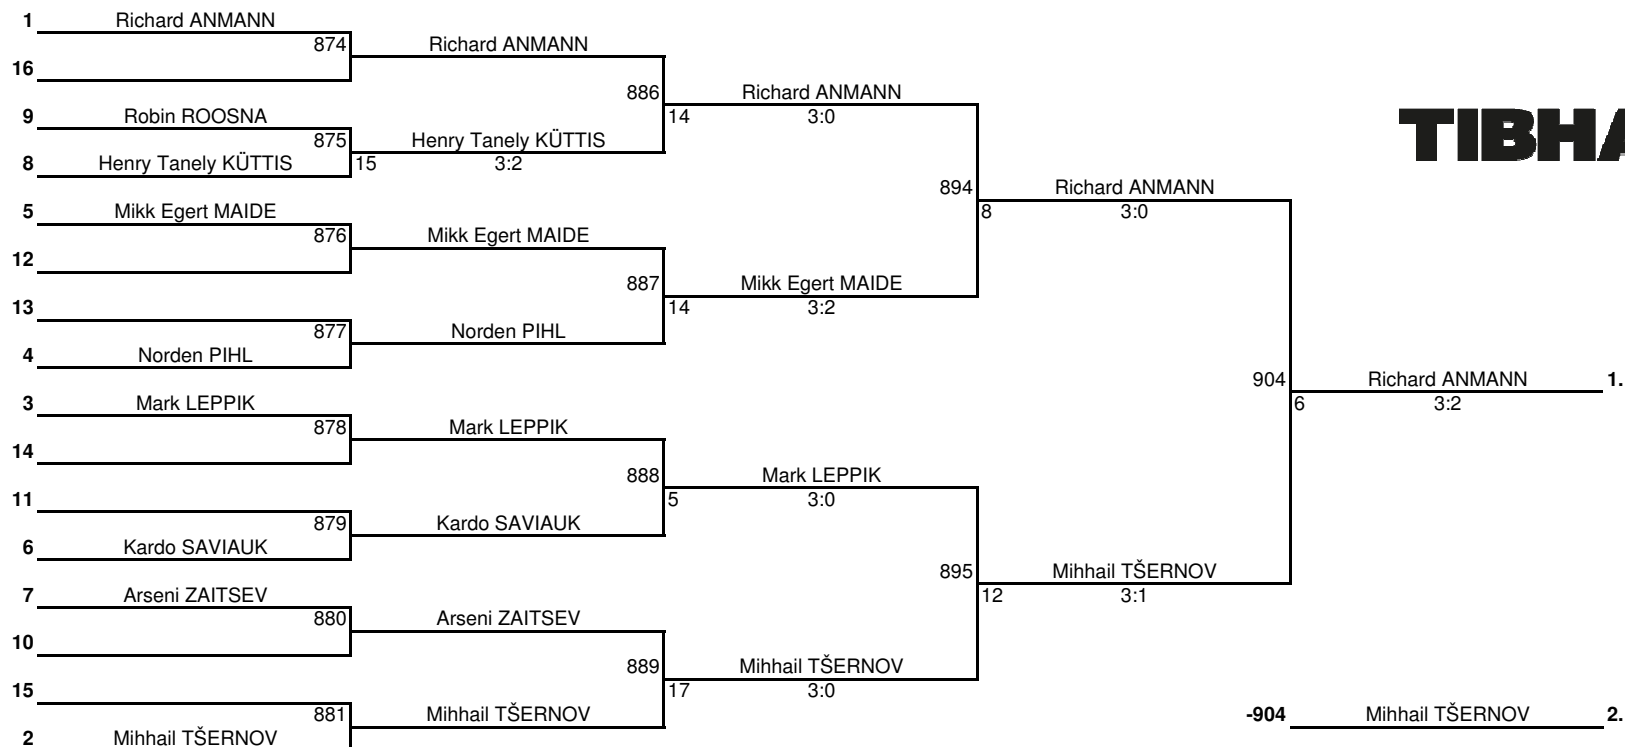 1 Richard ANMANN
874 Richard ANMANN
16
886 Richard ANMANN
14 3:0
9 Robin ROOSNA
875 Henry Tanely KÜTTIS
8 Henry Tanely KÜTTIS 15 3:2
TIBHA
894 Richard ANMANN
8 3:0
5 Mikk Egert MAIDE
876 Mikk Egert MAIDE
12
887 Mikk Egert MAIDE
14 3:2
13
877 Norden PIHL
4 Norden PIHL
904 Richard ANMANN 1.
6 3:2
3 Mark LEPPIK
878 Mark LEPPIK
14
888 Mark LEPPIK
5 3:0
11
879 Kardo SAVIAUK
6 Kardo SAVIAUK
895 Mihhail TŠERNOV
12 3:1
7 Arseni ZAITSEV
880 Arseni ZAITSEV
10
889 Mihhail TŠERNOV
17 3:0
15
881 Mihhail TŠERNOV
2 Mihhail TŠERNOV
-904 Mihhail TŠERNOV 2.